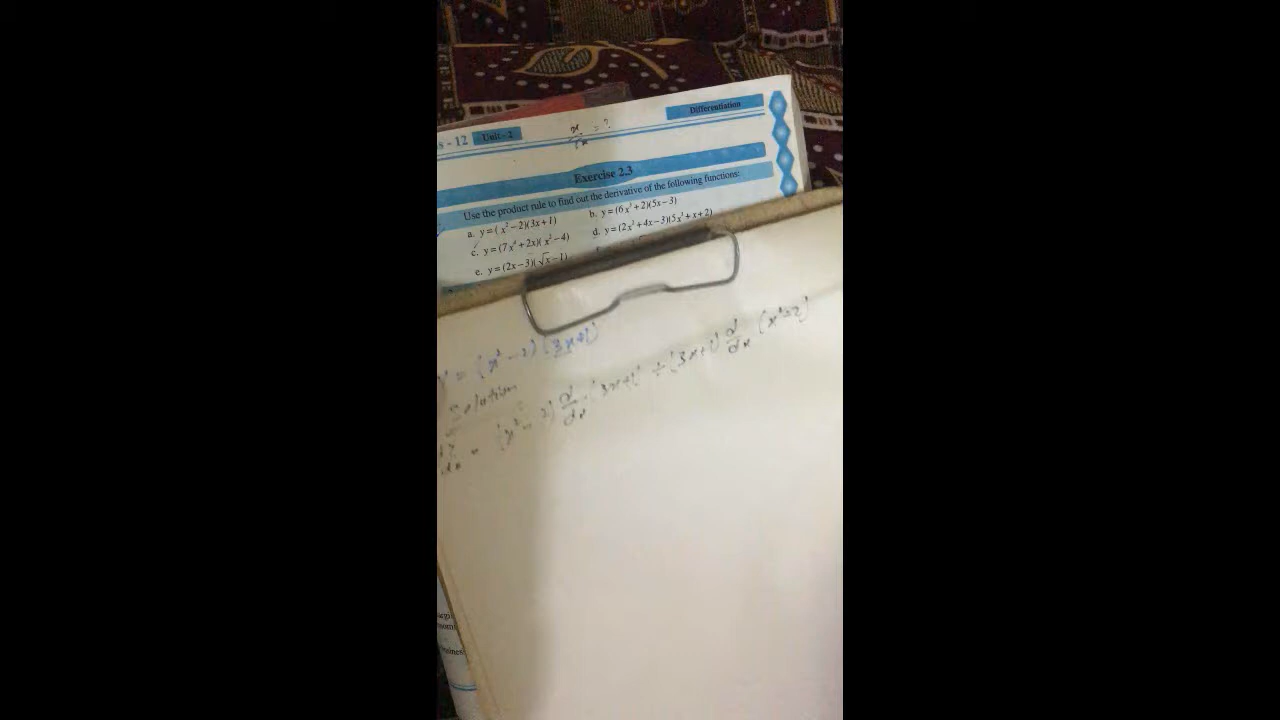 s - 12 Unit - 2 Differentiation
x = ?
Exercise 2.3
Use the product rule to find out the derivative of the following functions:
a. y = (x² − 2)(3x + 1) b. y = (6x³ + 2)(5x − 3)
c. y = (7x⁴ + 2x)(x² − 4) d. y = (2x² + 4x − 3)(5x³ + x + 2)
e. y = (2x − 3)(√x − 1)
= (x² − 2) (3x+1)
Solution
dy/dx = (x² − 2) d/dx (3x+1) + (3x+1) d/dx (x² − 2)